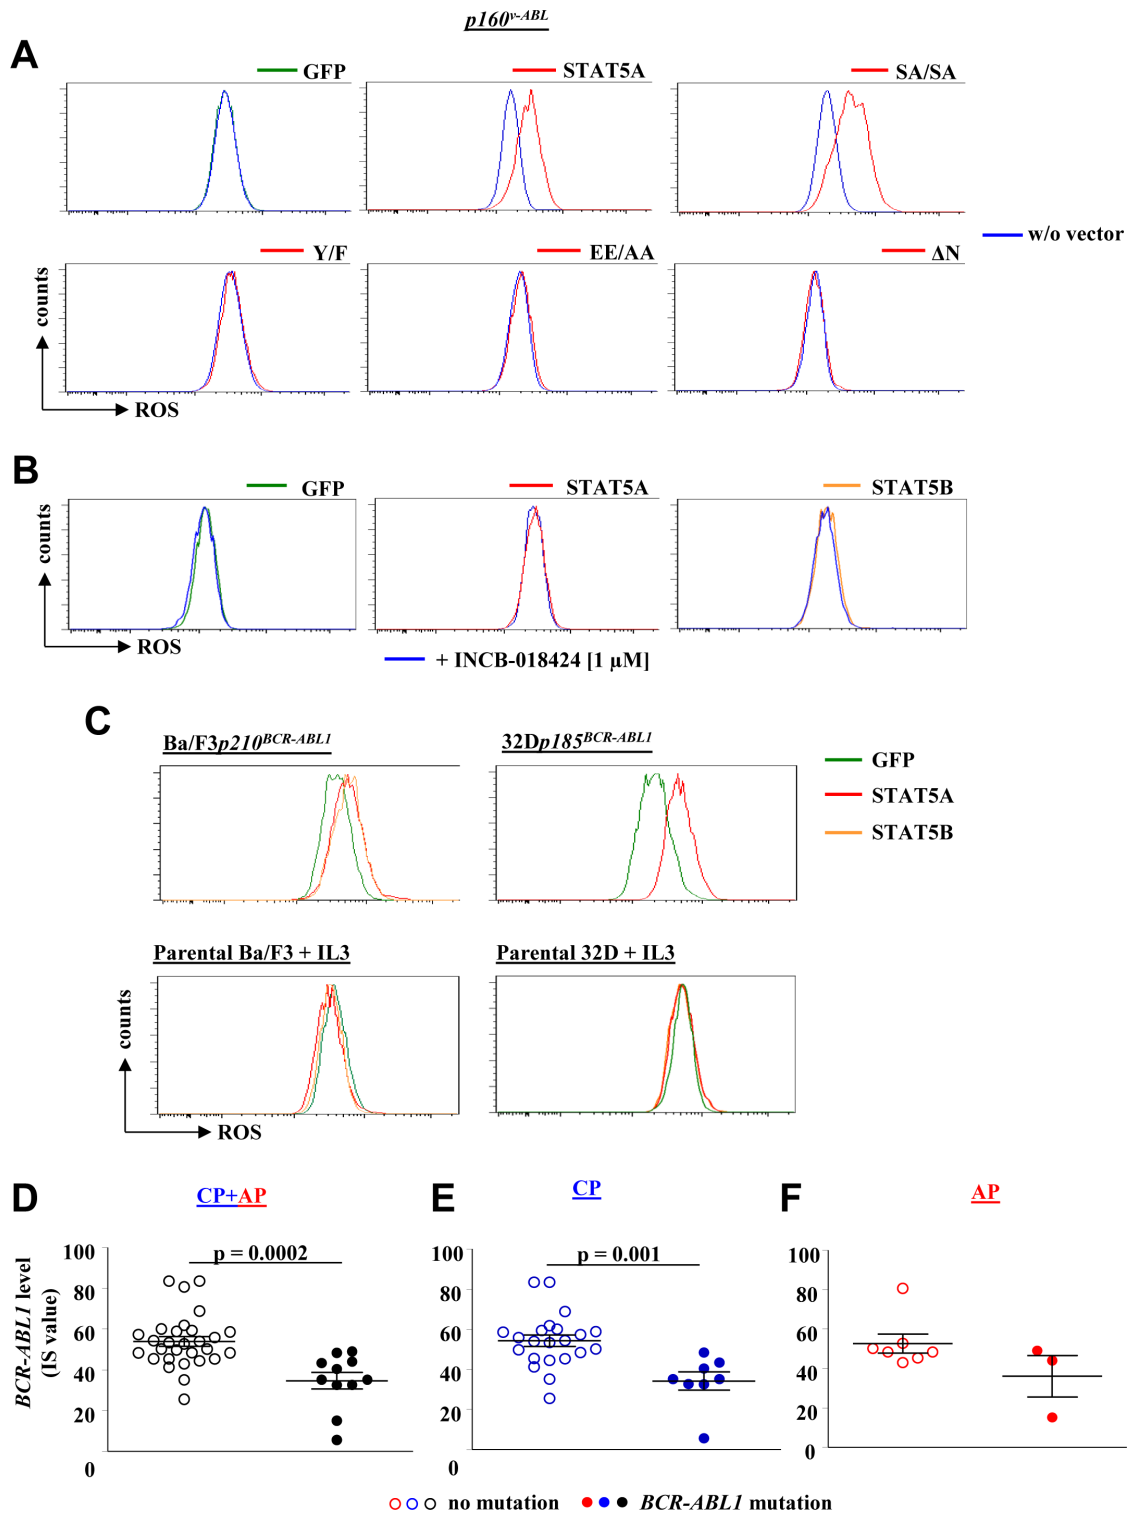 p160v-ABL
A
GFP
STAT5A
SA/SA
w/o vector
Y/F
EE/AA
ΔN
counts
ROS
B
GFP
STAT5A
STAT5B
counts
ROS
+ INCB-018424 [1 μM]
C
Ba/F3p210BCR-ABL1
32Dp185BCR-ABL1
GFP
STAT5A
STAT5B
Parental Ba/F3 + IL3
Parental 32D + IL3
counts
ROS
D
CP+AP
E
CP
F
AP
BCR-ABL1 level
(IS value)
100
80
60
40
20
0
p = 0.0002
100
80
60
40
20
0
p = 0.001
100
80
60
40
20
0
no mutation
BCR-ABL1 mutation